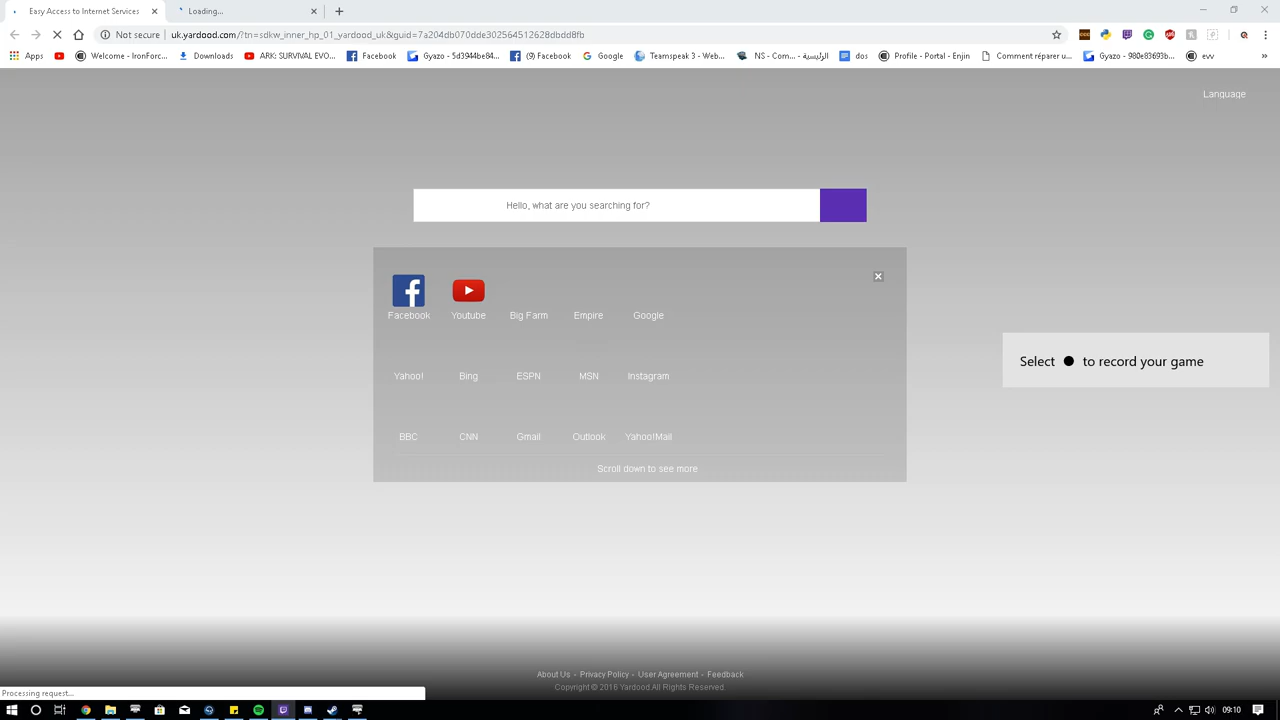 Easy Access to Internet Services
Loading...
Not secure | uk.yardood.com/?tn=sdkw_inner_hp_01_yardood_uk&guid=7a204db070dde302564512628dbdd8fb
Apps
Welcome - IronForc...
Downloads
ARK: SURVIVAL EVO...
Facebook
Gyazo - 5d3944be84...
(9) Facebook
Google
Teamspeak 3 - Web...
NS - Com... - الرئيسية
dos
Profile - Portal - Enjin
Comment réparer u...
Gyazo - 980e83693b...
evv
»
Language
Hello, what are you searching for?
Facebook Youtube Big Farm Empire Google
Yahoo! Bing ESPN MSN Instagram
BBC CNN Gmail Outlook Yahoo!Mail
Scroll down to see more
Select ● to record your game
About Us - Privacy Policy - User Agreement - Feedback
Copyright © 2016 Yardood.All Rights Reserved.
Processing request...
09:10